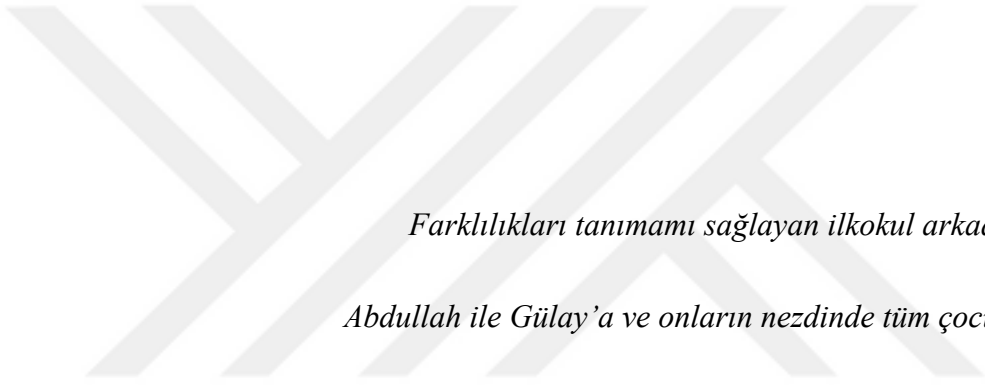 Farklılıkları tanımamı sağlayan ilkokul
Abdullah ile Gülay’a ve onların nezdinde tüm